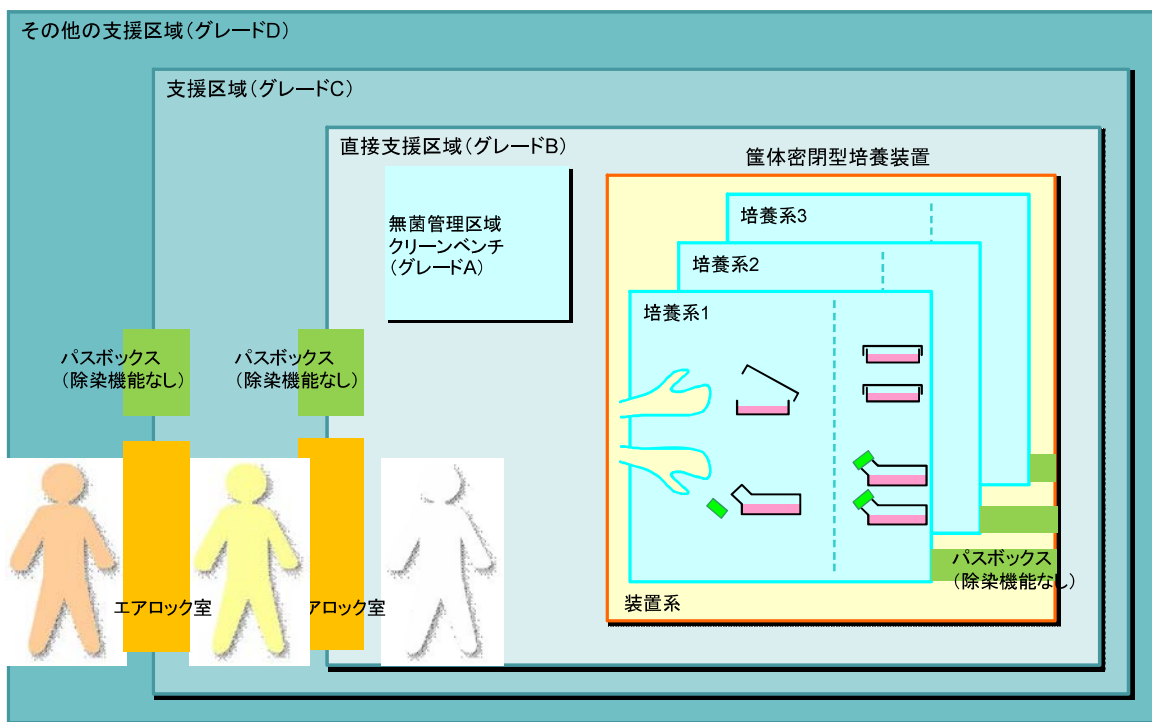 その他の支援区域(グレードD)
支援区域(グレードC)
直接支援区域(グレードB)
筐体密閉型培養装置
無菌管理区域
クリーンベンチ
(グレードA)
培養系3
培養系2
培養系1
パスボックス
(除染機能なし)
パスボックス
(除染機能なし)
パスボックス
(除染機能なし)
装置系
エアロック室
アロック室